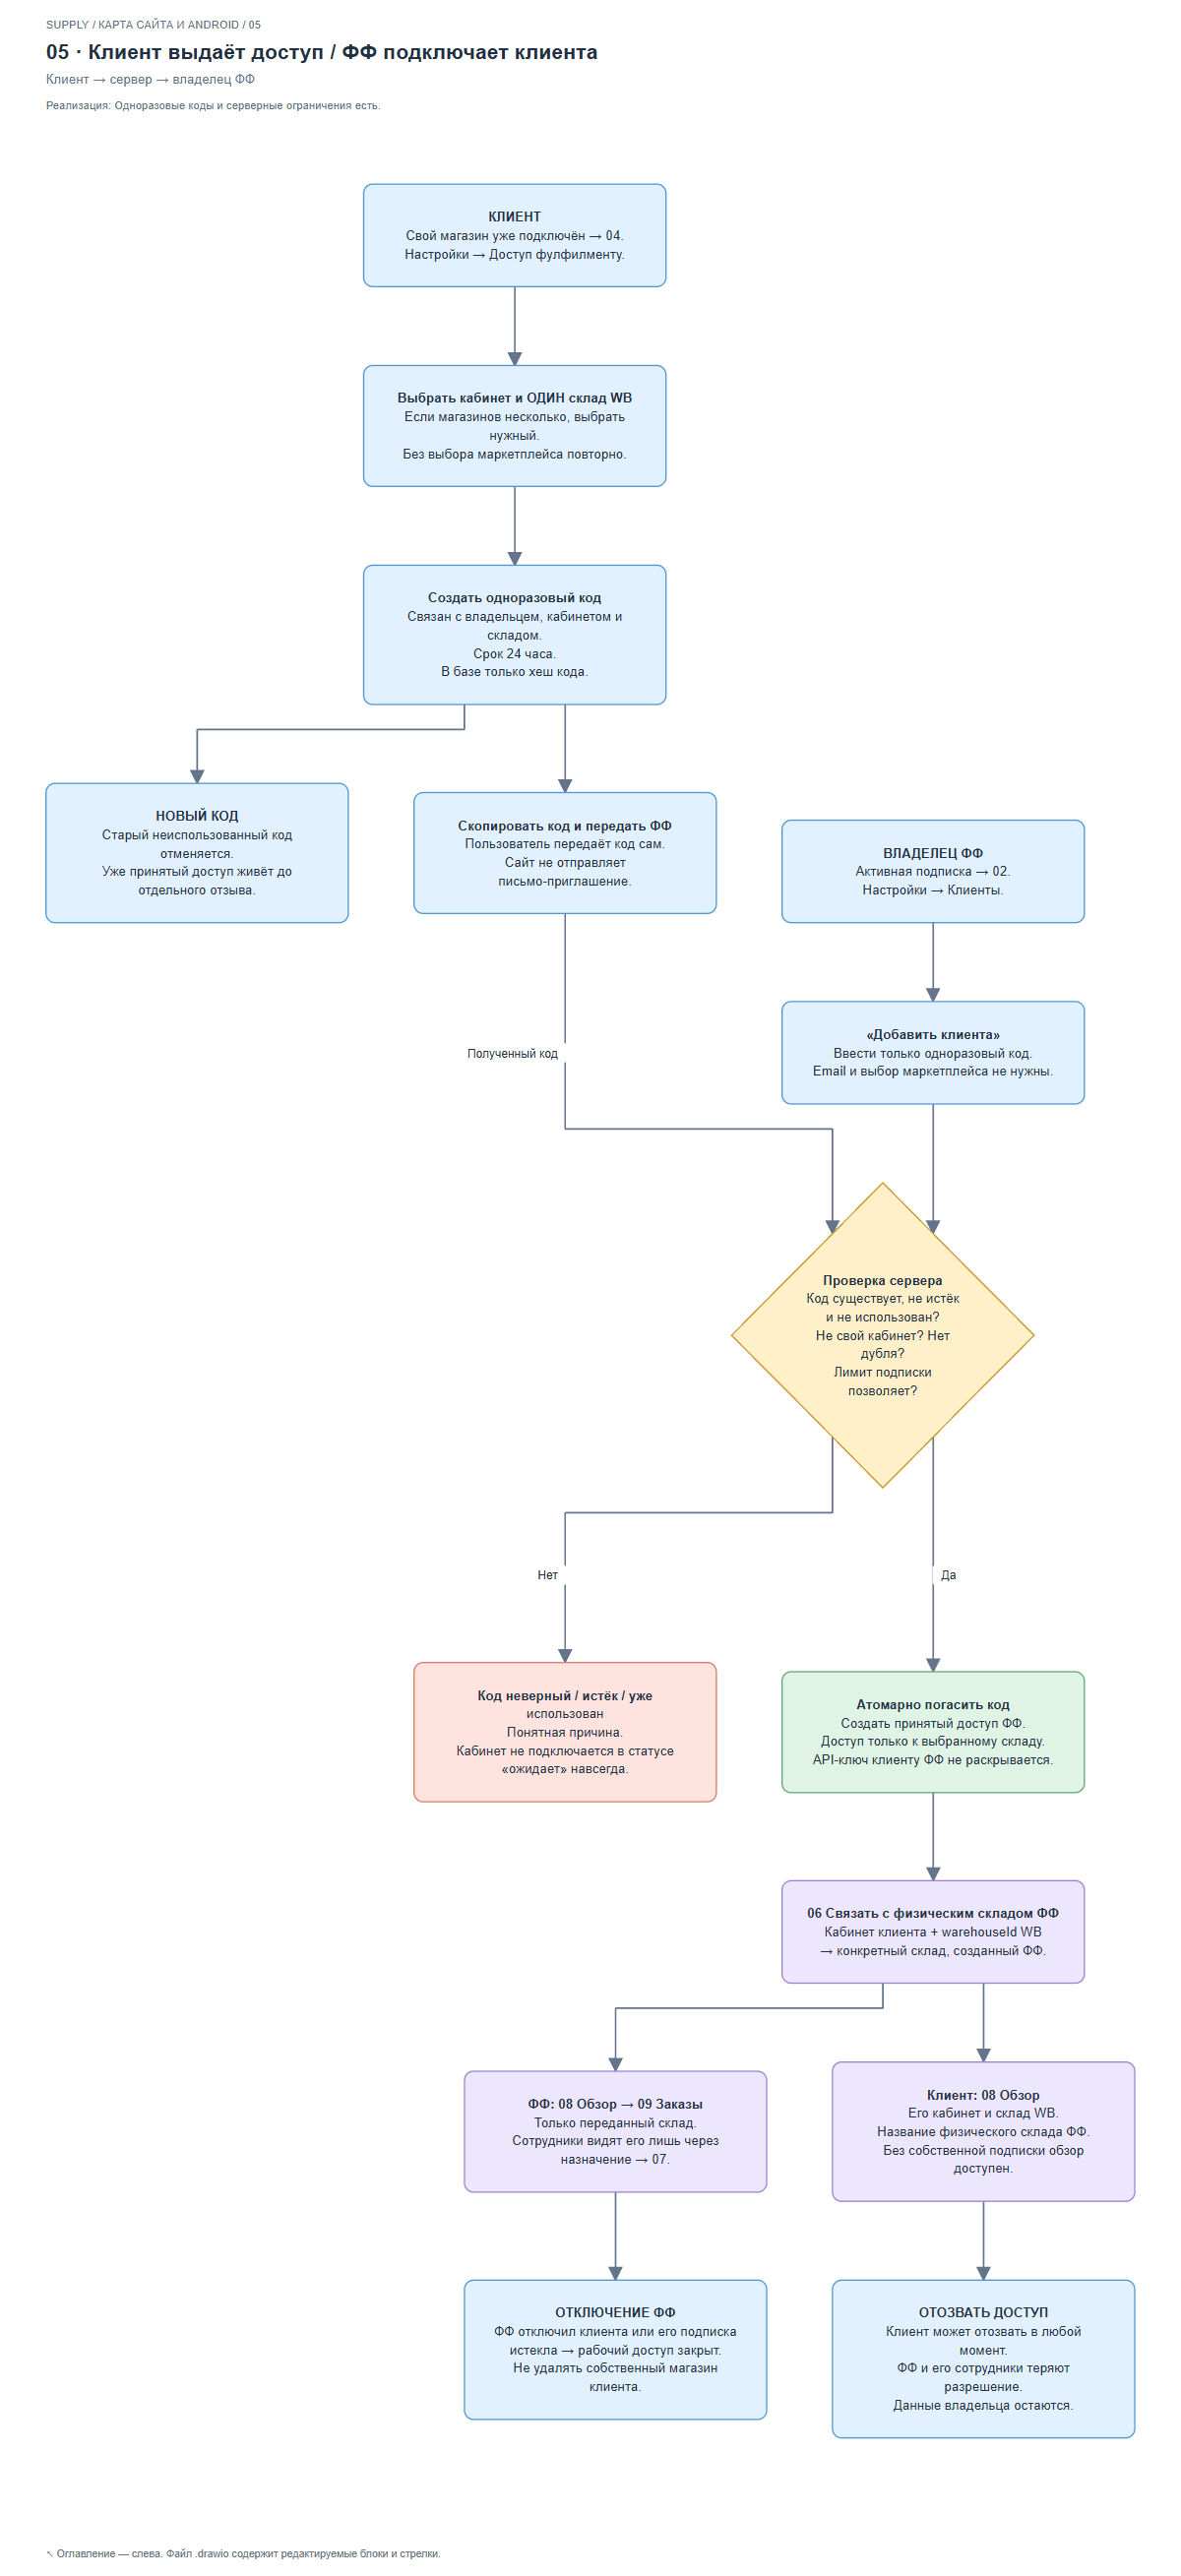 SUPPLY / КАРТА САЙТА И ANDROID / 05
05 · Клиент выдаёт доступ / ФФ подключает клиента
Клиент → сервер → владелец ФФ
Реализация: Одноразовые коды и серверные ограничения есть.
КЛИЕНТ
Свой магазин уже подключён → 04.
Настройки → Доступ фулфилменту.
Выбрать кабинет и ОДИН склад WB
Если магазинов несколько, выбрать
нужный.
Без выбора маркетплейса повторно.
Создать одноразовый код
Связан с владельцем, кабинетом и
складом.
Срок 24 часа.
В базе только хеш кода.
НОВЫЙ КОД
Старый неиспользованный код
отменяется.
Уже принятый доступ живёт до
отдельного отзыва.
Скопировать код и передать ФФ
Пользователь передаёт код сам.
Сайт не отправляет
письмо-приглашение.
ВЛАДЕЛЕЦ ФФ
Активная подписка → 02.
Настройки → Клиенты.
«Добавить клиента»
Ввести только одноразовый код.
Email и выбор маркетплейса не нужны.
Полученный код
Проверка сервера
Код существует, не истёк
и не использован?
Не свой кабинет? Нет
дубля?
Лимит подписки
позволяет?
Нет
Да
Код неверный / истёк / уже
использован
Понятная причина.
Кабинет не подключается в статусе
«ожидает» навсегда.
Атомарно погасить код
Создать принятый доступ ФФ.
Доступ только к выбранному складу.
API-ключ клиенту ФФ не раскрывается.
06 Связать с физическим складом ФФ
Кабинет клиента + warehouseId WB
→ конкретный склад, созданный ФФ.
ФФ: 08 Обзор → 09 Заказы
Только переданный склад.
Сотрудники видят его лишь через
назначение → 07.
Клиент: 08 Обзор
Его кабинет и склад WB.
Название физического склада ФФ.
Без собственной подписки обзор
доступен.
ОТКЛЮЧЕНИЕ ФФ
ФФ отключил клиента или его подписка
истекла → рабочий доступ закрыт.
Не удалять собственный магазин
клиента.
ОТОЗВАТЬ ДОСТУП
Клиент может отозвать в любой
момент.
ФФ и его сотрудники теряют
разрешение.
Данные владельца остаются.
↖ Оглавление — слева. Файл .drawio содержит редактируемые блоки и стрелки.